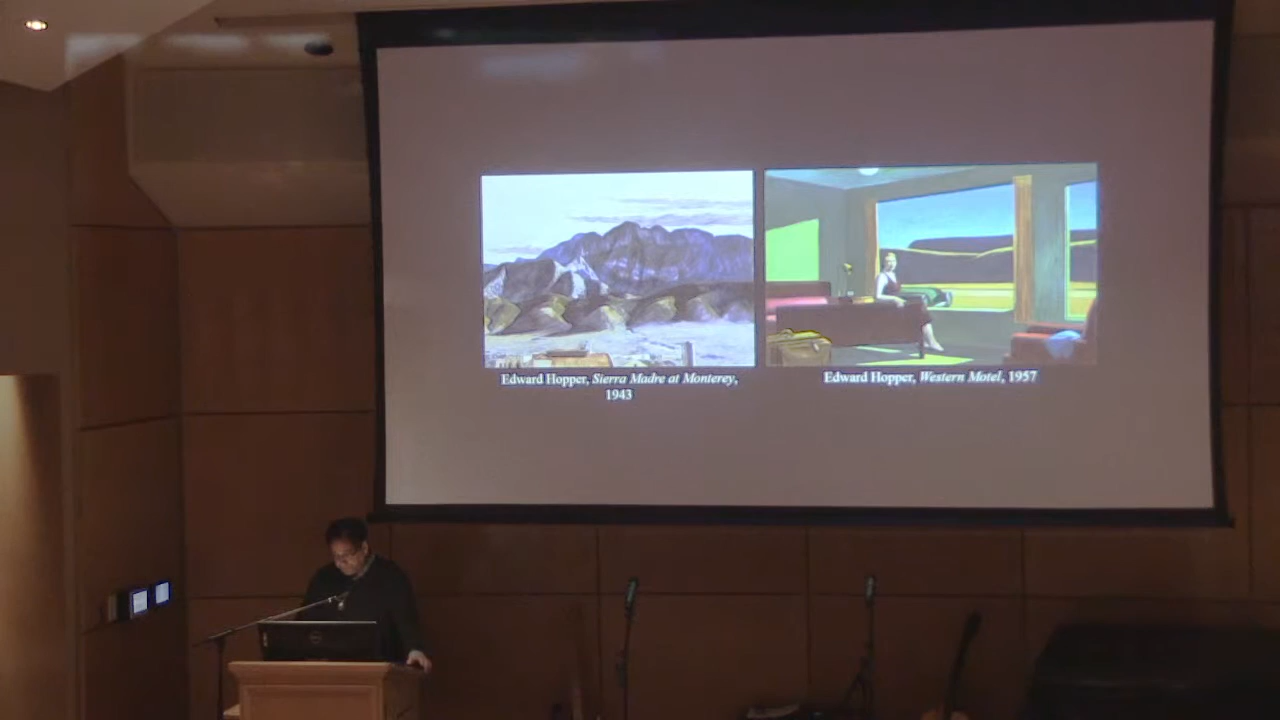 Edward Hopper, Sierra Madre at Monterey,
1943
Edward Hopper, Western Motel, 1957